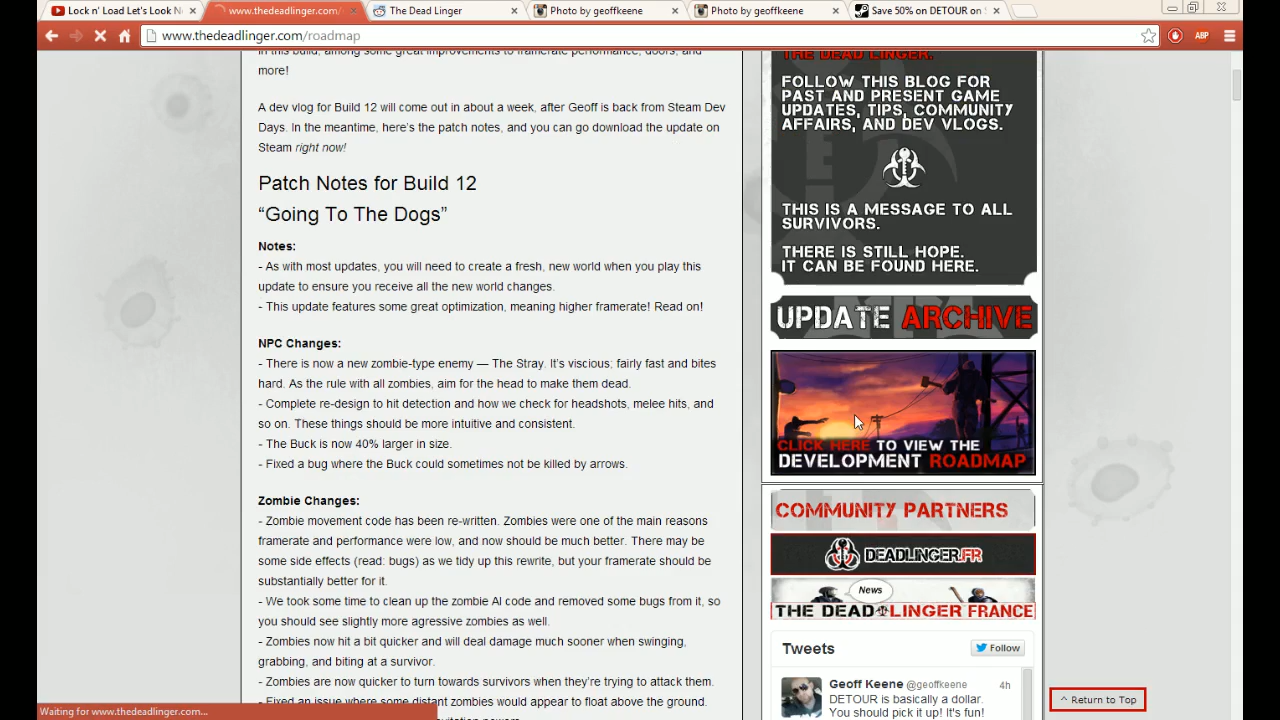 Lock n' Load Let's Look N
www.thedeadlinger.com/
The Dead Linger
Photo by geoffkeene
Photo by geoffkeene
Save 50% on DETOUR on S
www.thedeadlinger.com/roadmap
ABP
in this build, among some great improvements to framerate performance, doors, and
more!
A dev vlog for Build 12 will come out in about a week, after Geoff is back from Steam Dev
Days. In the meantime, here's the patch notes, and you can go download the update on
Steam right now!
Patch Notes for Build 12
“Going To The Dogs”
Notes:
- As with most updates, you will need to create a fresh, new world when you play this
update to ensure you receive all the new world changes.
- This update features some great optimization, meaning higher framerate! Read on!
NPC Changes:
- There is now a new zombie-type enemy — The Stray. It's viscious; fairly fast and bites
hard. As the rule with all zombies, aim for the head to make them dead.
- Complete re-design to hit detection and how we check for headshots, melee hits, and
so on. These things should be more intuitive and consistent.
- The Buck is now 40% larger in size.
- Fixed a bug where the Buck could sometimes not be killed by arrows.
Zombie Changes:
- Zombie movement code has been re-written. Zombies were one of the main reasons
framerate and performance were low, and now should be much better. There may be
some side effects (read: bugs) as we tidy up this rewrite, but your framerate should be
substantially better for it.
- We took some time to clean up the zombie AI code and removed some bugs from it, so
you should see slightly more agressive zombies as well.
- Zombies now hit a bit quicker and will deal damage much sooner when swinging,
grabbing, and biting at a survivor.
- Zombies are now quicker to turn towards survivors when they're trying to attack them.
- Fixed an issue where some distant zombies would appear to float above the ground.
THE DEAD LINGER.
FOLLOW THIS BLOG FOR
PAST AND PRESENT GAME
UPDATES, TIPS, COMMUNITY
AFFAIRS, AND DEV VLOGS.
THIS IS A MESSAGE TO ALL
SURVIVORS.
THERE IS STILL HOPE.
IT CAN BE FOUND HERE.
UPDATE ARCHIVE
CLICK HERE TO VIEW THE
DEVELOPMENT ROADMAP
COMMUNITY PARTNERS
DEADLINGER.FR
News
THE DEAD LINGER FRANCE
Tweets
Follow
Geoff Keene @geoffkeene 4h
DETOUR is basically a dollar.
You should pick it up! It's fun!
^ Return to Top
Waiting for www.thedeadlinger.com...